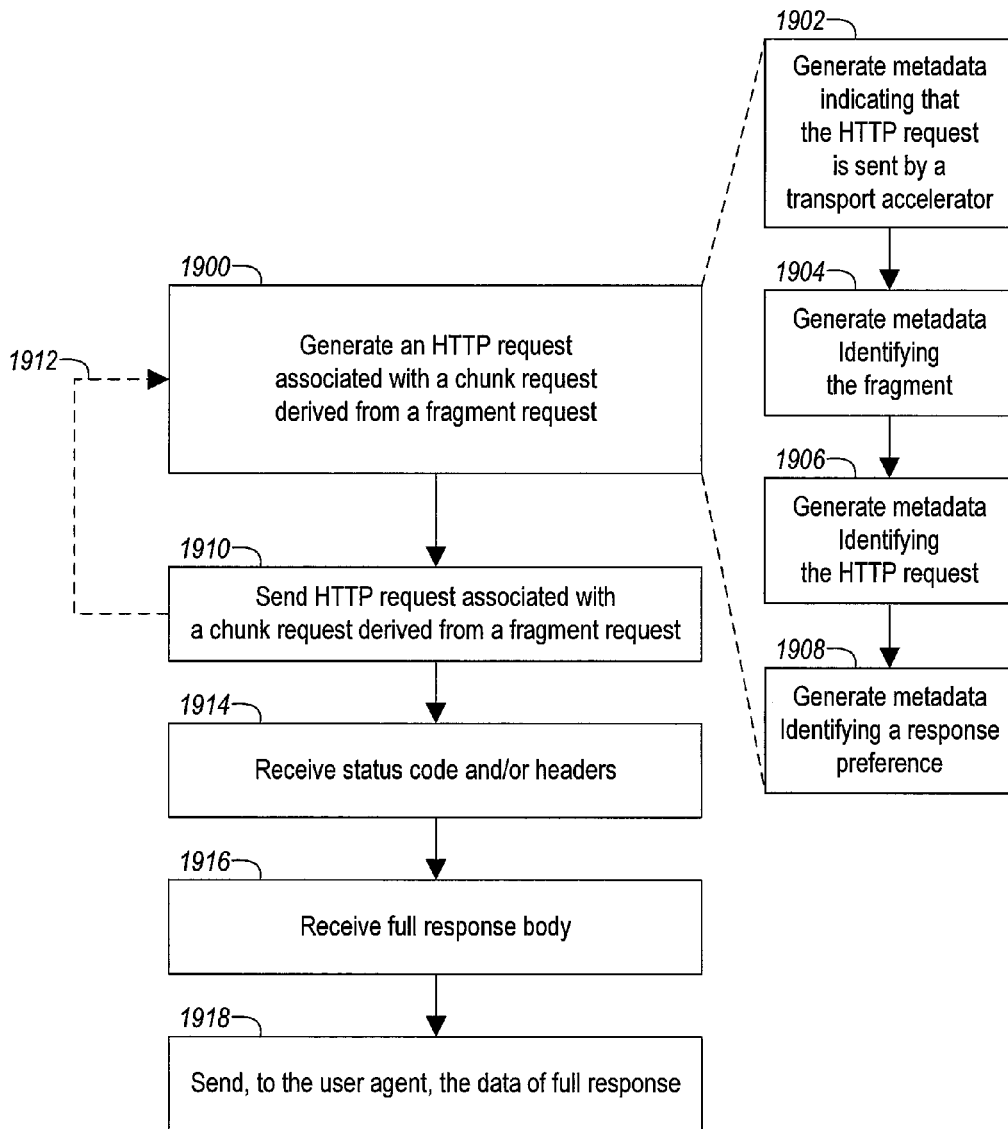 1900
Generate an HTTP request
associated with a chunk request
derived from a fragment request
1902
Generate metadata
indicating that
the HTTP request
is sent by a
transport accelerator
1904
Generate metadata
Identifying
the fragment
1906
Generate metadata
Identifying
the HTTP request
1908
Generate metadata
Identifying a response
preference
1912
1910
Send HTTP request associated with
a chunk request derived from a fragment request
1914
Receive status code and/or headers
1916
Receive full response body
1918
Send, to the user agent, the data of full response